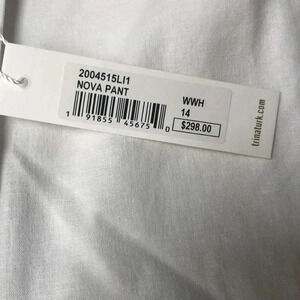 2004515LI1
NOVA PANT
WWH
14
$298.00
1 91855 45675 0
trinaturk.com